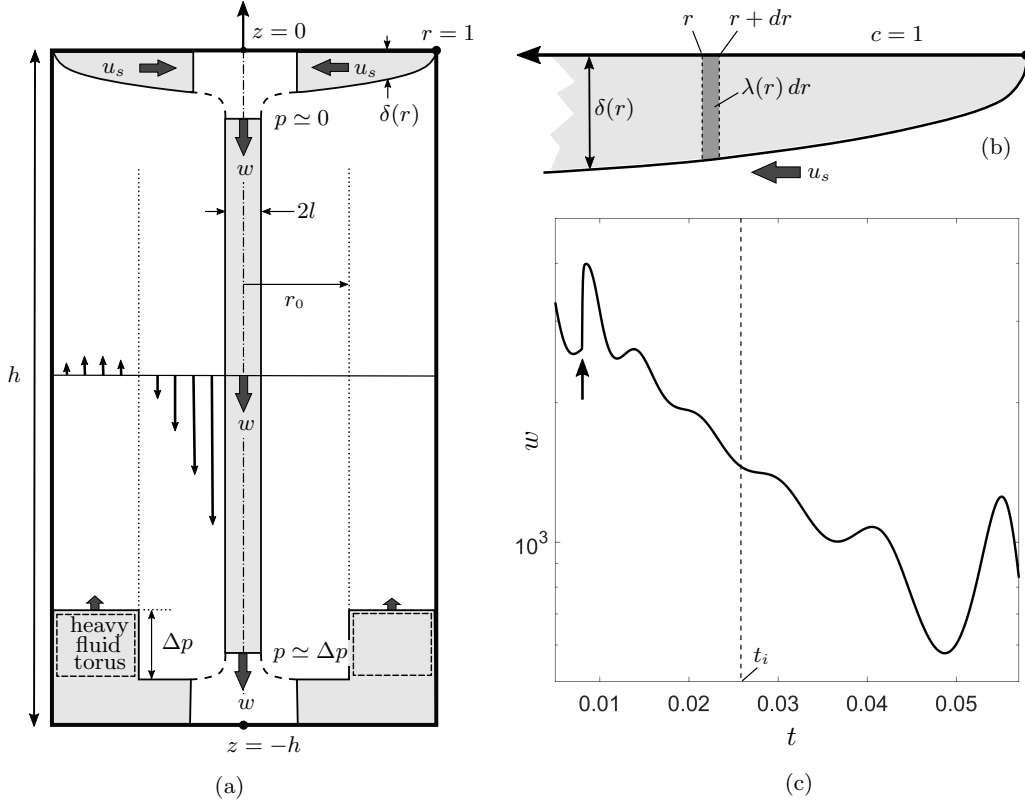 z = 0
r = 1
u_s
u_s
δ(r)
p ≃ 0
w
2l
r_0
h
w
heavy
fluid
torus
Δp
p ≃ Δp
w
z = −h
(a)
r
r + dr
c = 1
δ(r)
λ(r) dr
u_s
(b)
w
10^3
t_i
0.01
0.02
0.03
0.04
0.05
t
(c)